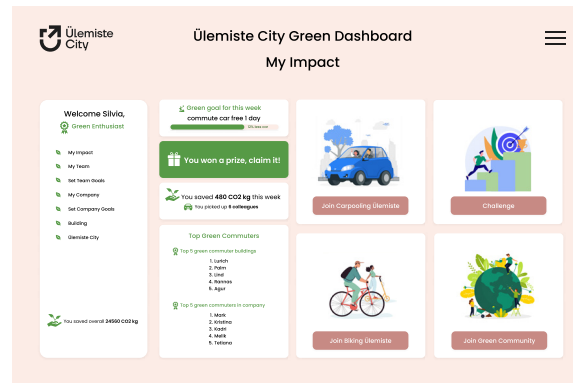 Ülemiste
City
Ülemiste City Green Dashboard
My Impact
Welcome Silvia,
Green Enthusiast
My Impact
My Team
Set Team Goals
My Company
Set Company Goals
Building
Ülemiste City
You saved overall 24560 CO2 kg
Green goal for this week
commute car free 1 day
You won a prize, claim it!
You saved 480 CO2 kg this week
You picked up 6 colleagues
Top Green Commuters
Top 5 green commuter buildings
1. Lurich
2. Palm
3. Lind
4. Rannas
5. Agur
Top 5 green commuters in company
1. Mark
2. Kristina
3. Kadri
4. Melik
5. Tetiana
Join Carpooling Ülemiste
Challenge
Join Biking Ülemiste
Join Green Community